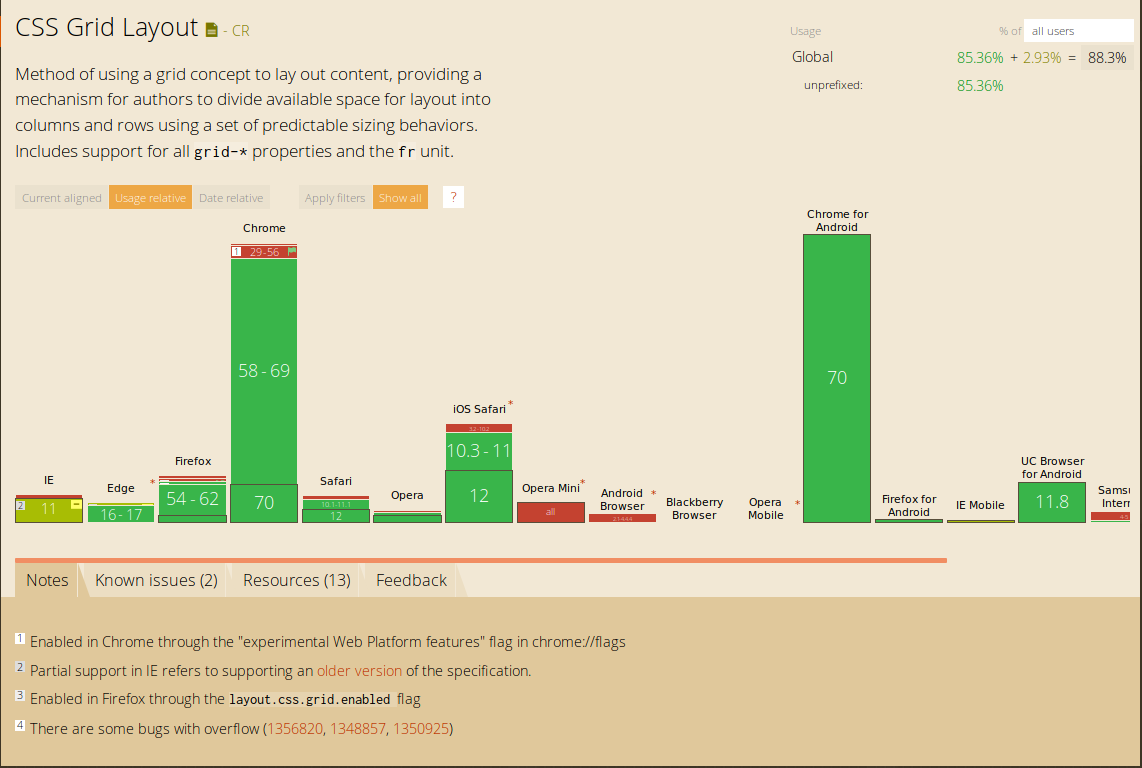 CSS Grid Layout - CR
Usage % of all users
Global 85.36% + 2.93% = 88.3%
unprefixed: 85.36%
Method of using a grid concept to lay out content, providing a
mechanism for authors to divide available space for layout into
columns and rows using a set of predictable sizing behaviors.
Includes support for all grid-* properties and the fr unit.
Current aligned Usage relative Date relative Apply filters Show all ?
IE
2 11
Edge *
16 - 17
Firefox
54 - 62
Chrome
1 29-56
58 - 69
70
Safari
10.1-11.1
12
Opera
iOS Safari *
3.2-10.2
10.3 - 11
12
Opera Mini *
all
Android
Browser *
Blackberry
Browser
Opera
Mobile *
Chrome for
Android
70
Firefox for
Android
IE Mobile
UC Browser
for Android
11.8
Notes Known issues (2) Resources (13) Feedback
1 Enabled in Chrome through the "experimental Web Platform features" flag in chrome://flags
2 Partial support in IE refers to supporting an older version of the specification.
3 Enabled in Firefox through the layout.css.grid.enabled flag
4 There are some bugs with overflow (1356820, 1348857, 1350925)